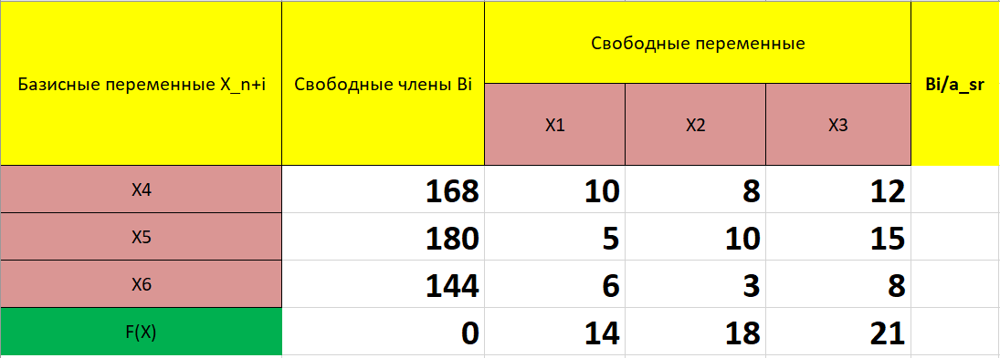 Свободные переменные
Базисные переменные X_n+i Свободные члены Bi Bi/a_sr
X1 X2 X3
X4 168 10 8 12
X5 180 5 10 15
X6 144 6 3 8
F(X) 0 14 18 21